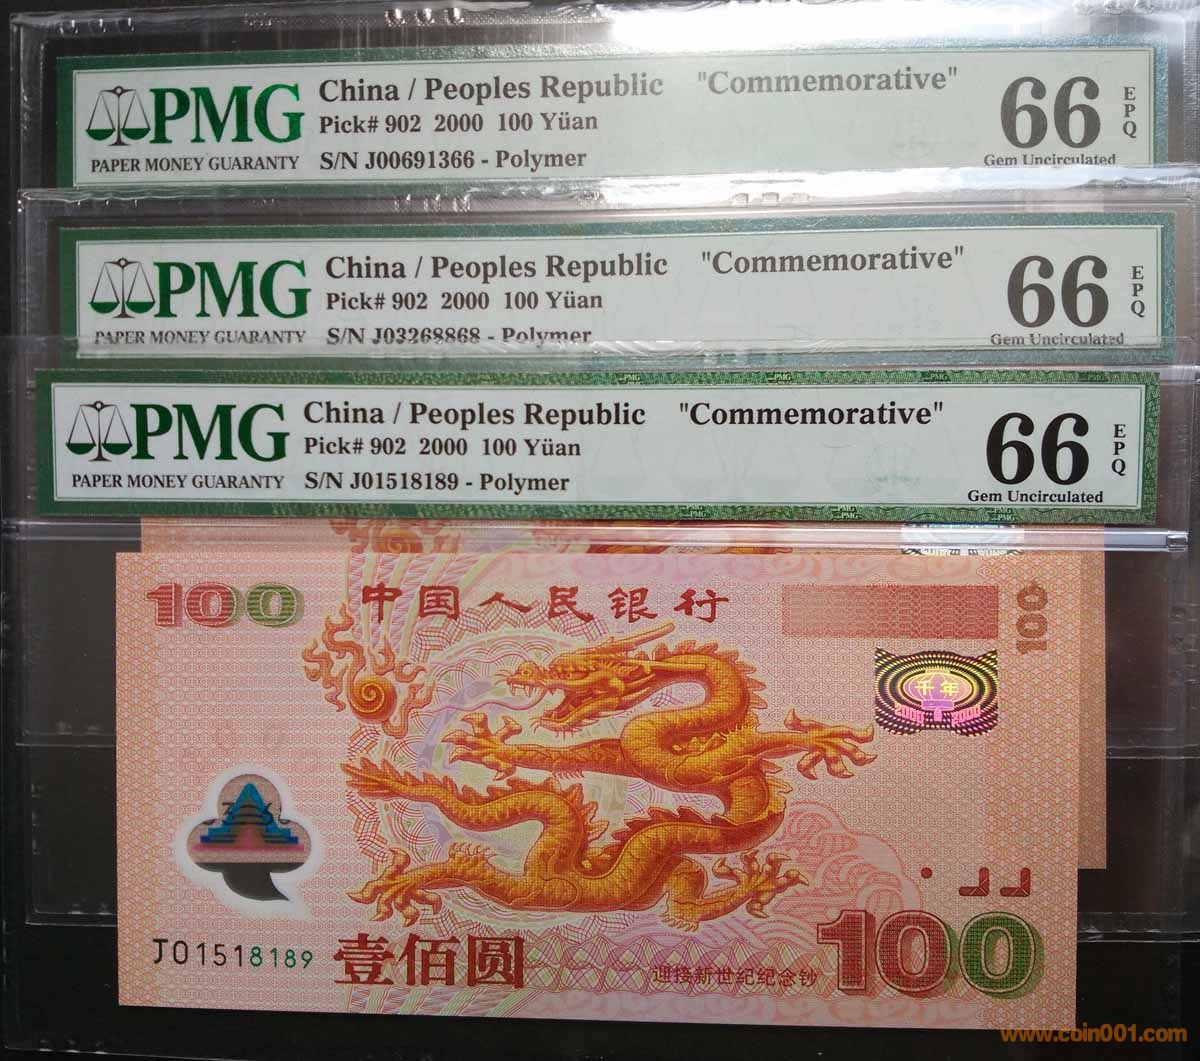 PMG China / Peoples Republic "Commemorative" 66 EPQ
Pick# 902 2000 100 Yüan
PAPER MONEY GUARANTY S/N J00691366 - Polymer Gem Uncirculated
PMG China / Peoples Republic "Commemorative" 66 EPQ
Pick# 902 2000 100 Yüan
PAPER MONEY GUARANTY S/N J03268868 - Polymer Gem Uncirculated
PMG China / Peoples Republic "Commemorative" 66 EPQ
Pick# 902 2000 100 Yüan
PAPER MONEY GUARANTY S/N J01518189 - Polymer Gem Uncirculated
100 中国人民银行 100
千年
2000 2000
J01518189 壹佰圆 迎接新世纪纪念钞 100
www.coin001.com